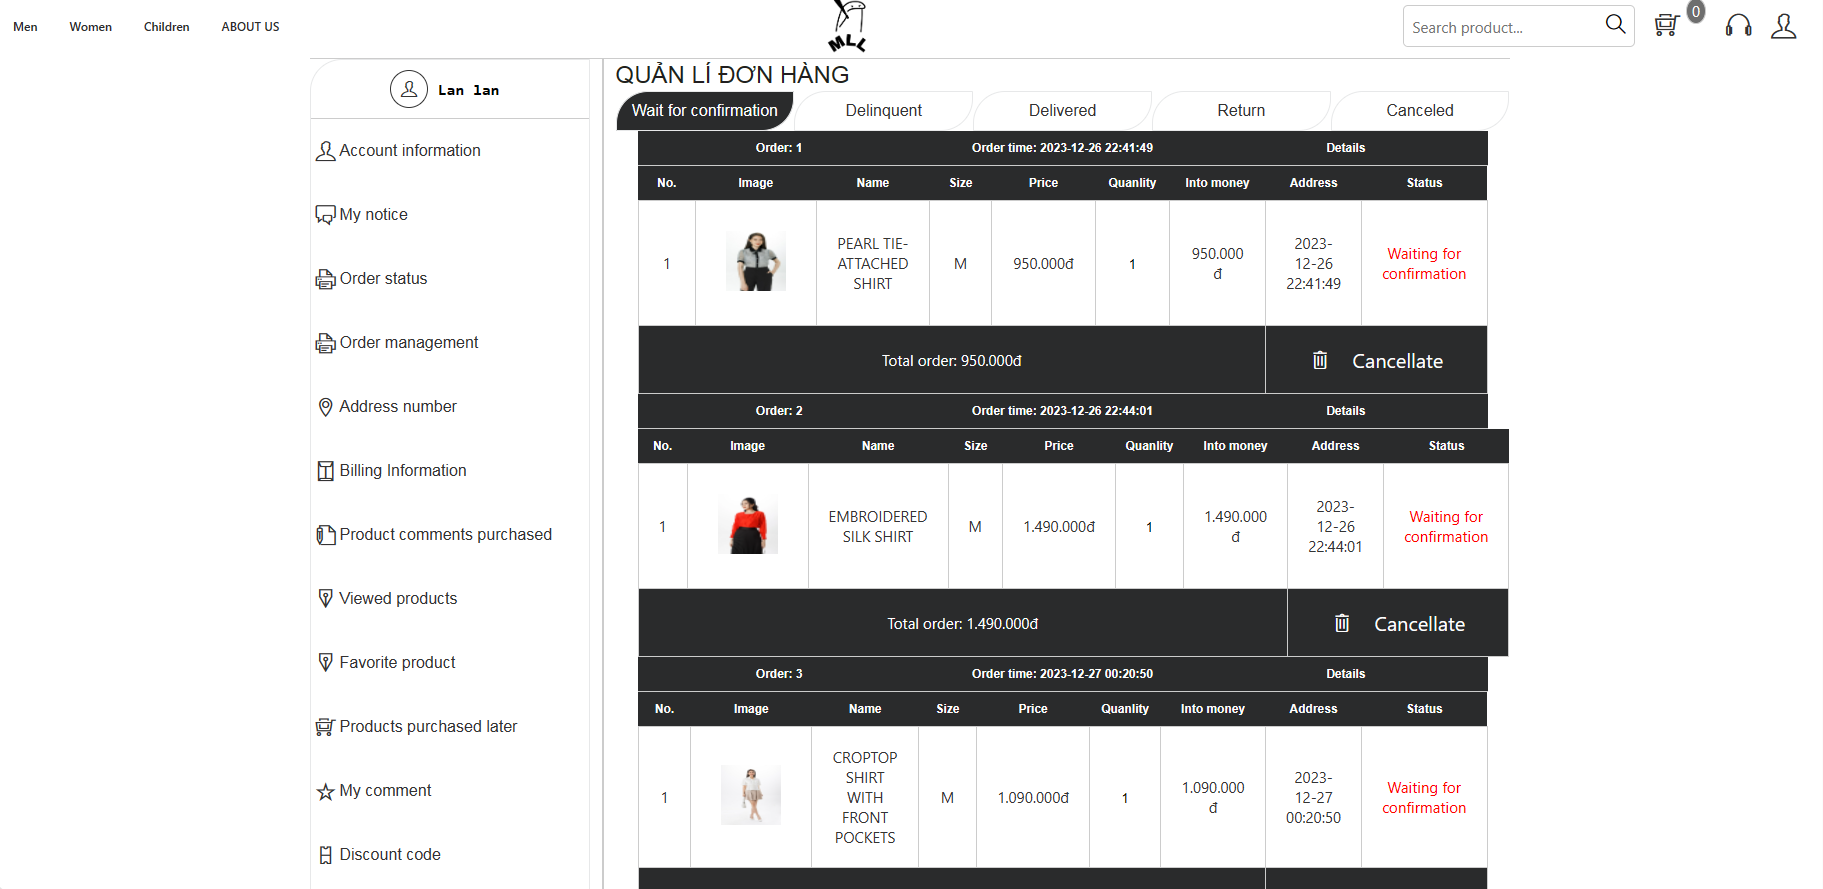 Men Women Children ABOUT US
MLL
Search product...
0
Lan lan
Account information
My notice
Order status
Order management
Address number
Billing Information
Product comments purchased
Viewed products
Favorite product
Products purchased later
My comment
Discount code
QUẢN LÍ ĐƠN HÀNG
Wait for confirmation Delinquent Delivered Return Canceled
Order: 1 Order time: 2023-12-26 22:41:49 Details
No. Image Name Size Price Quanlity Into money Address Status
1 PEARL TIE-ATTACHED SHIRT M 950.000đ 1 950.000 đ 2023-12-26 22:41:49 Waiting for confirmation
Total order: 950.000đ Cancellate
Order: 2 Order time: 2023-12-26 22:44:01 Details
No. Image Name Size Price Quanlity Into money Address Status
1 EMBROIDERED SILK SHIRT M 1.490.000đ 1 1.490.000 đ 2023-12-26 22:44:01 Waiting for confirmation
Total order: 1.490.000đ Cancellate
Order: 3 Order time: 2023-12-27 00:20:50 Details
No. Image Name Size Price Quanlity Into money Address Status
1 CROPTOP SHIRT WITH FRONT POCKETS M 1.090.000đ 1 1.090.000 đ 2023-12-27 00:20:50 Waiting for confirmation